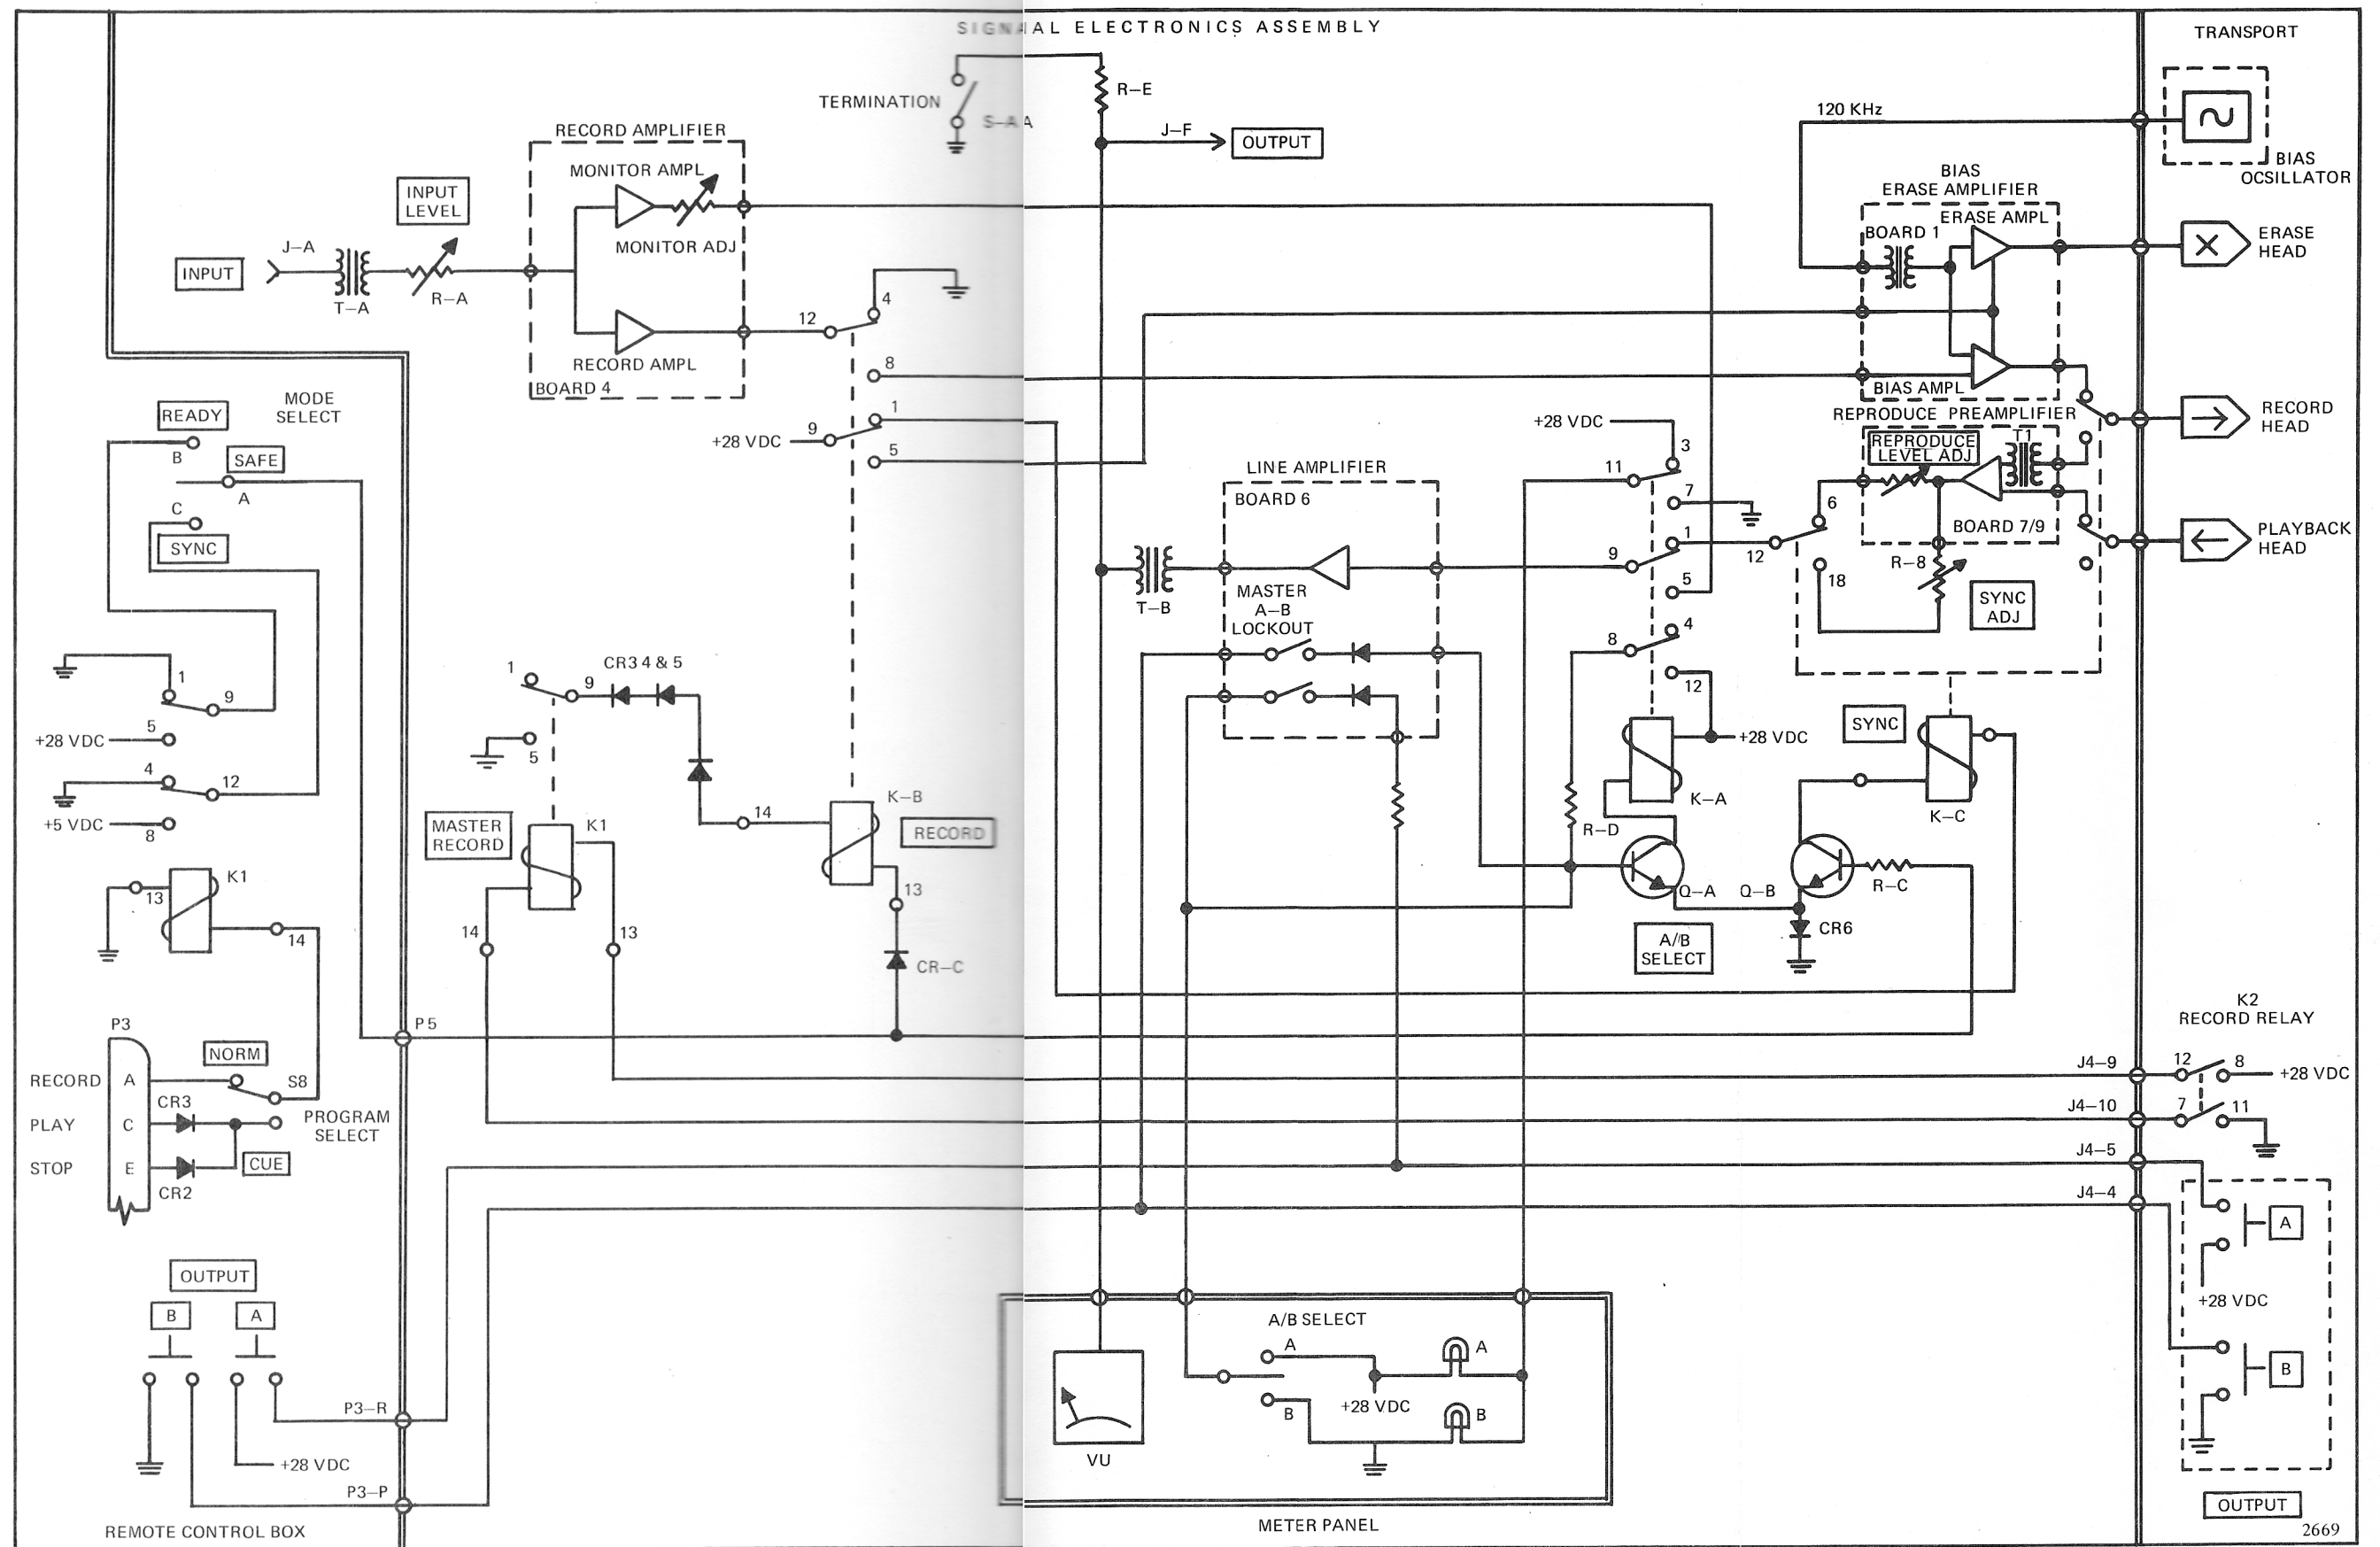 SIGNAAL ELECTRONICS ASSEMBLY
TRANSPORT
TERMINATION
S–AA
R–E
J–F
OUTPUT
120 KHz
BIAS
OCSILLATOR
RECORD AMPLIFIER
MONITOR AMPL
MONITOR ADJ
RECORD AMPL
BOARD 4
INPUT
LEVEL
J–A
INPUT
T–A
R–A
BIAS
ERASE AMPLIFIER
ERASE AMPL
BOARD 1
BIAS AMPL
ERASE
HEAD
12
4
8
1
+28 VDC
9
5
RECORD
HEAD
REPRODUCE PREAMPLIFIER
REPRODUCE
LEVEL ADJ
T1
BOARD 7/9
R–8
SYNC
ADJ
6
12
18
PLAYBACK
HEAD
MODE
SELECT
READY
B
SAFE
A
C
SYNC
LINE AMPLIFIER
BOARD 6
MASTER
A–B
LOCKOUT
T–B
+28 VDC
3
11
7
1
9
5
4
8
12
+28 VDC
K–A
SYNC
K–C
R–D
Q–A
Q–B
R–C
CR6
A/B
SELECT
1
9
5
+28 VDC
4
12
+5 VDC
8
K1
13
14
1
9
CR3 4 & 5
5
MASTER
RECORD
K1
14
13
14
K–B
RECORD
13
CR–C
P5
P3
NORM
RECORD
A
S8
CR3
PLAY
C
PROGRAM
SELECT
STOP
E
CUE
CR2
K2
RECORD RELAY
J4–9
12
8
+28 VDC
J4–10
7
11
J4–5
J4–4
A
+28 VDC
B
OUTPUT
OUTPUT
B
A
P3–R
+28 VDC
P3–P
REMOTE CONTROL BOX
A/B SELECT
A
A
+28 VDC
B
B
VU
METER PANEL
2669